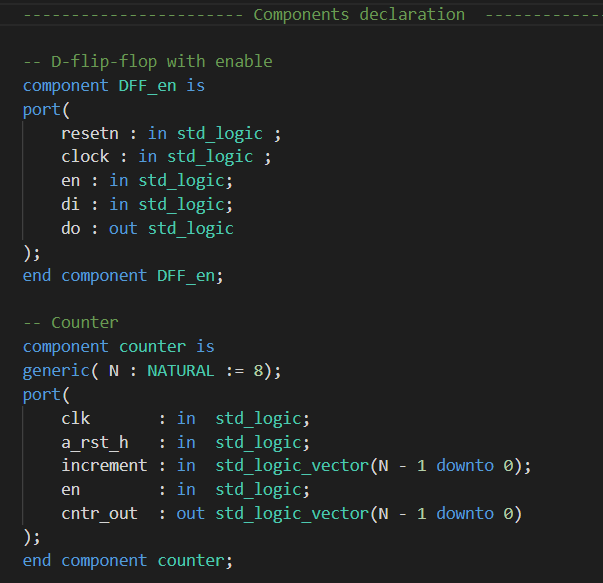 ----------------------- Components declaration ------------
-- D-flip-flop with enable
component DFF_en is
port(
    resetn : in std_logic ;
    clock : in std_logic ;
    en : in std_logic;
    di : in std_logic;
    do : out std_logic
);
end component DFF_en;

-- Counter
component counter is
generic( N : NATURAL := 8);
port(
    clk       : in  std_logic;
    a_rst_h   : in  std_logic;
    increment : in  std_logic_vector(N - 1 downto 0);
    en        : in  std_logic;
    cntr_out  : out std_logic_vector(N - 1 downto 0)
);
end component counter;